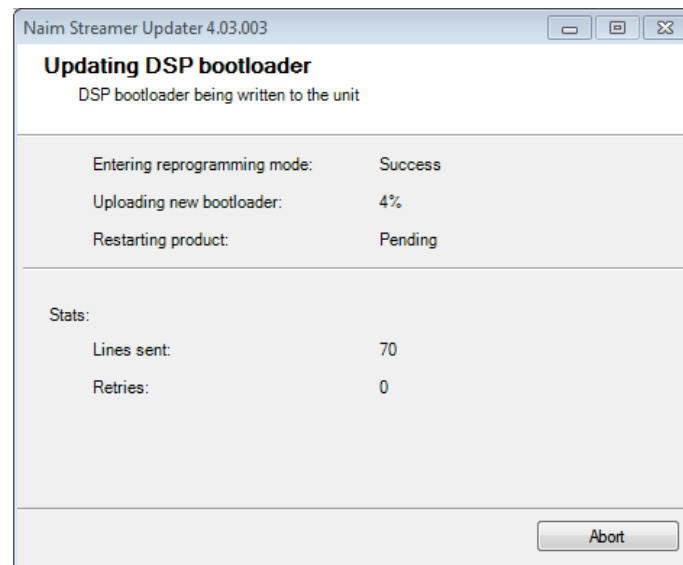 Naim Streamer Updater 4.03.003
Updating DSP bootloader
DSP bootloader being written to the unit
Entering reprogramming mode: Success
Uploading new bootloader: 4%
Restarting product: Pending
Stats:
Lines sent: 70
Retries: 0
Abort